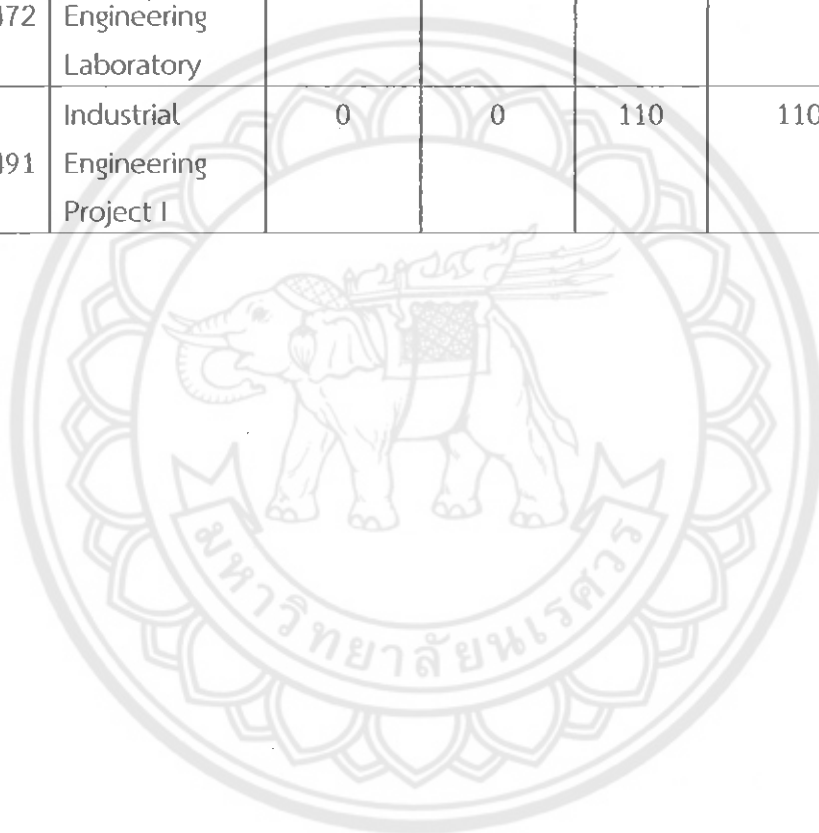 472 Engineering
Laboratory
Industrial 0 0 110 110
491 Engineering
Project I
มหาวิทยาลัยนเรศวร